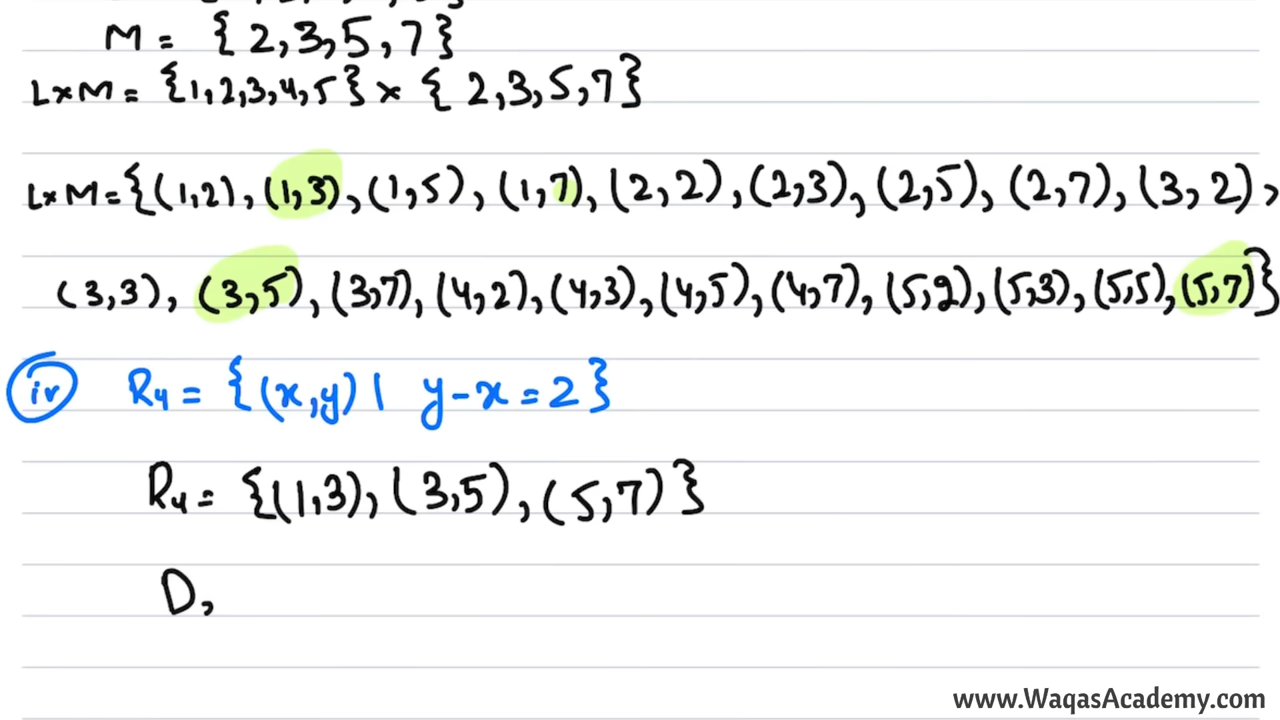 M = { 2,3,5,7}
L×M = {1,2,3,4,5} × { 2,3,5,7}
L×M={(1,2), (1,3), (1,5), (1,7), (2,2), (2,3), (2,5), (2,7), (3,2),
(3,3), (3,5), (3,7), (4,2), (4,3), (4,5), (4,7), (5,2), (5,3), (5,5), (5,7)}
iv R₄ = {(x,y) | y-x = 2}
R₄ = {(1,3), (3,5), (5,7)}
D,
www.WaqasAcademy.com